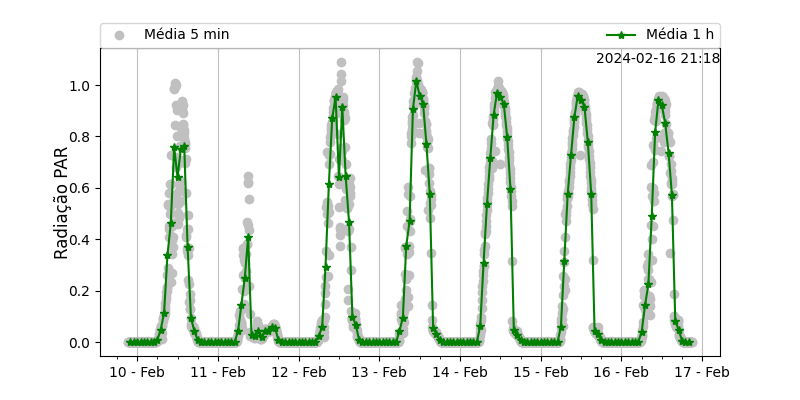 Média 5 min
Média 1 h
2024-02-16 21:18
Radiação PAR
1.0
0.8
0.6
0.4
0.2
0.0
10 - Feb
11 - Feb
12 - Feb
13 - Feb
14 - Feb
15 - Feb
16 - Feb
17 - Feb